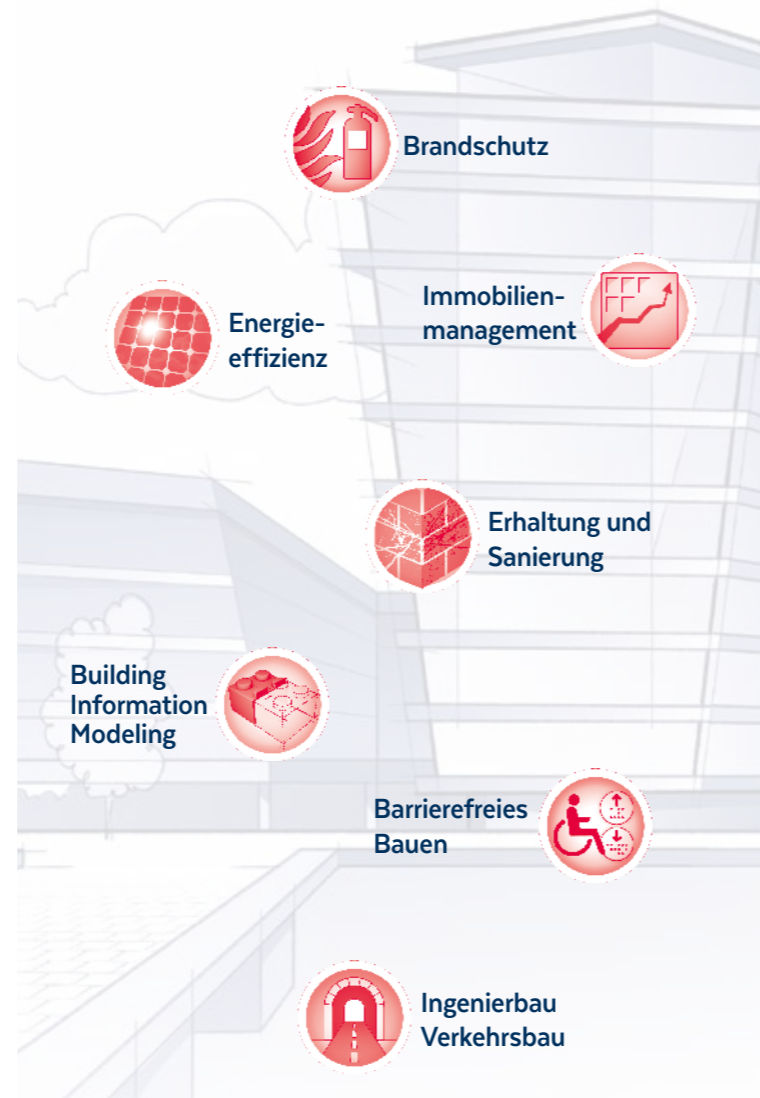 Brandschutz
Immobilien-
management
Energie-
effizienz
Erhaltung und
Sanierung
Building
Information
Modeling
Barrierefreies
Bauen
Ingenierbau
Verkehrsbau